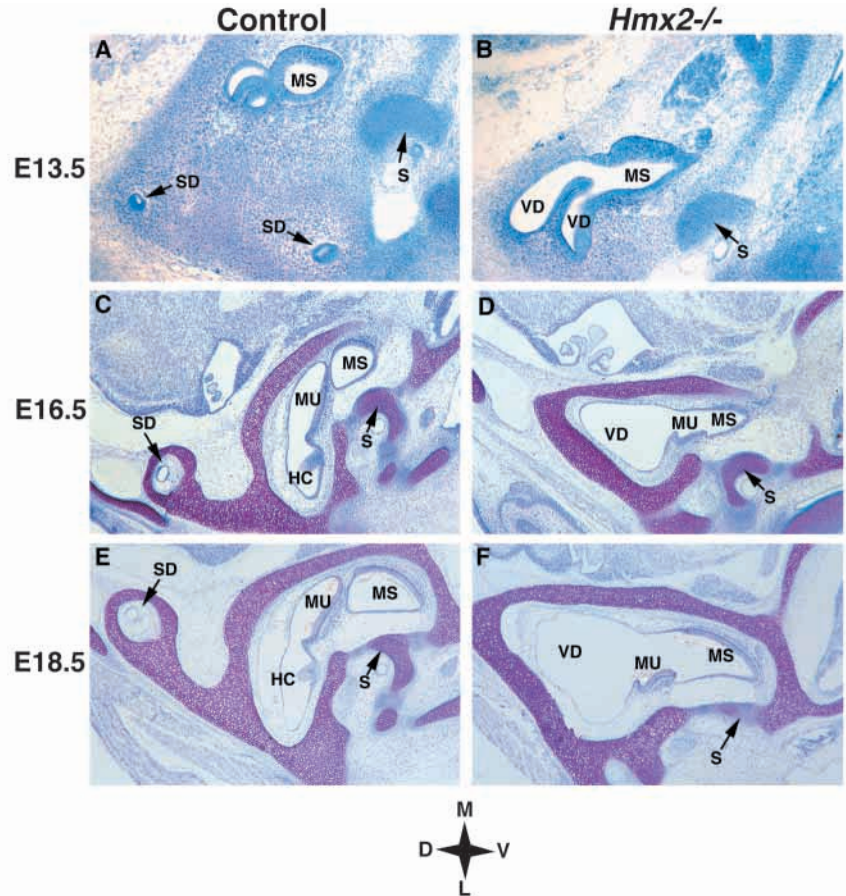 Control
Hmx2-/-
E13.5
A
MS
S
SD
SD
B
MS
VD
VD
S
E16.5
C
MS
MU
SD
S
HC
D
VD
MU
MS
S
E18.5
E
SD
MU
MS
HC
S
F
VD
MU
MS
S
M
D
V
L